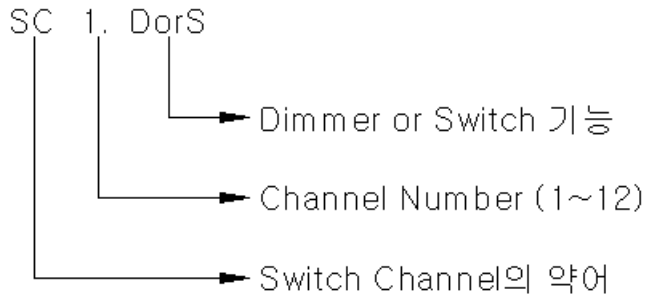 SC 1. DorS
Dimmer or Switch 기능
Channel Number (1~12)
Switch Channel의 약어